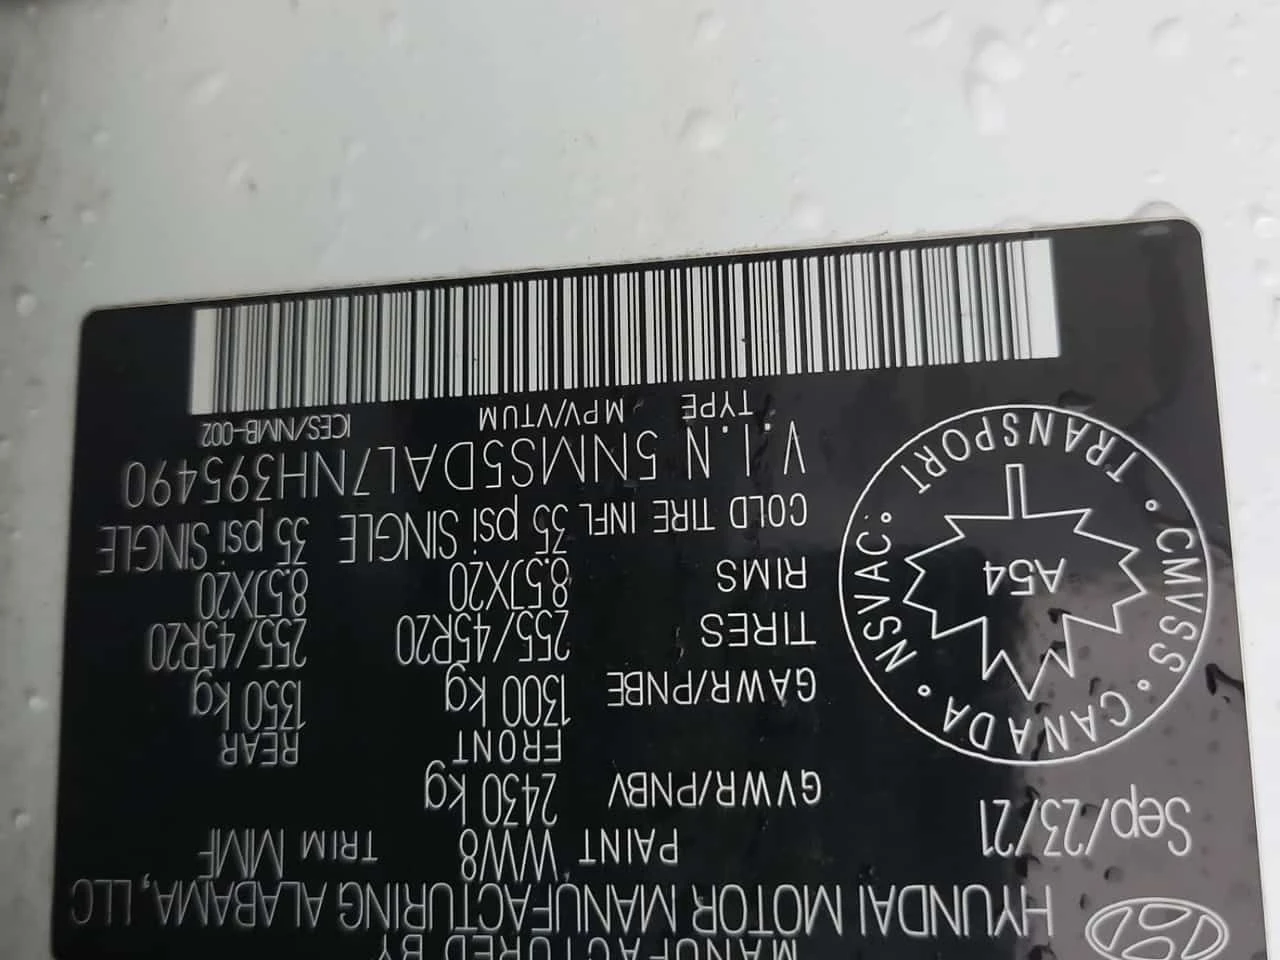 MANUFACTURED BY
HYUNDAI MOTOR MANUFACTURING ALABAMA, LLC
Sep/23/21
PAINT WW8 TRIM MMF
GVWR/PNBV 2430 kg
FRONT REAR
GAWR/PNBE 1300 kg 1350 kg
TIRES 255/45R20 255/45R20
RIMS 8.5JX20 8.5JX20
COLD TIRE INFL 35 psi SINGLE 35 psi SINGLE
V.I.N 5NMS5DAL7NH395490
TYPE MPV/VTUM ICES/NMB-002
CANADA • CMVSS • TRANSPORT • NSVAC •
A54